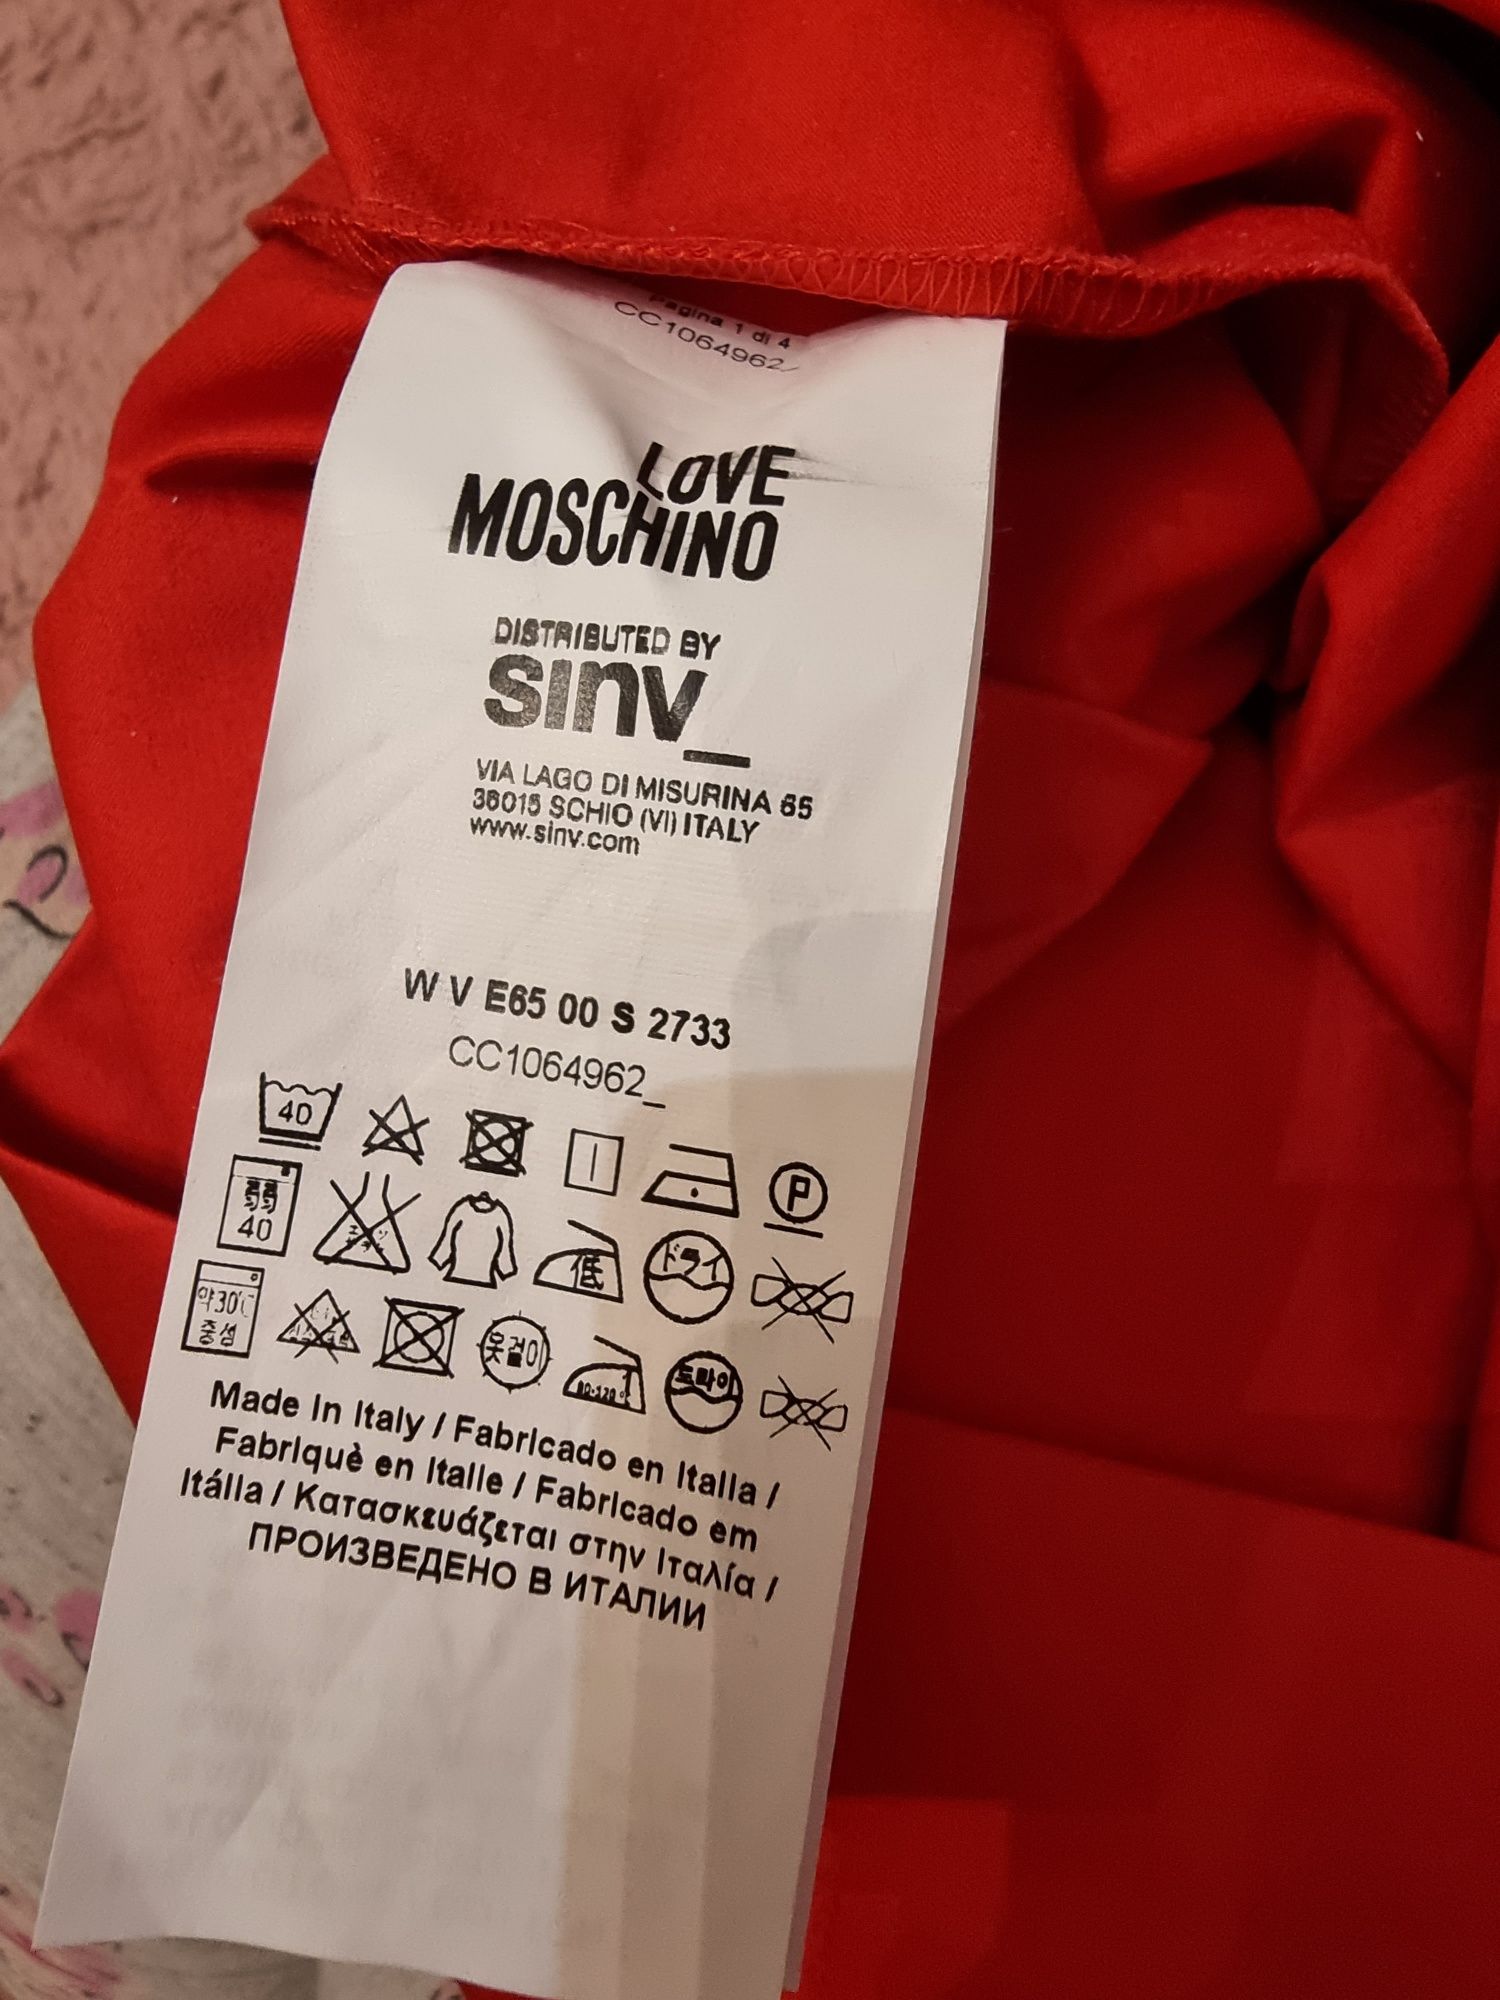 Pagina 1 di 4
CC1064962/
LOVE
MOSCHINO
DISTRIBUTED BY
sinv_
VIA LAGO DI MISURINA 65
36015 SCHIO (VI) ITALY
www.sinv.com
W V E65 00 S 2733
CC1064962_
40
P
弱
40
低 ドライ
약30℃
중성
옷걸이 드라이
Made in Italy / Fabricado en Italia /
Fabriquè en Italie / Fabricado em
Itália / Κατασκευάζεται στην Ιταλία /
ПРОИЗВЕДЕНО В ИТАЛИИ